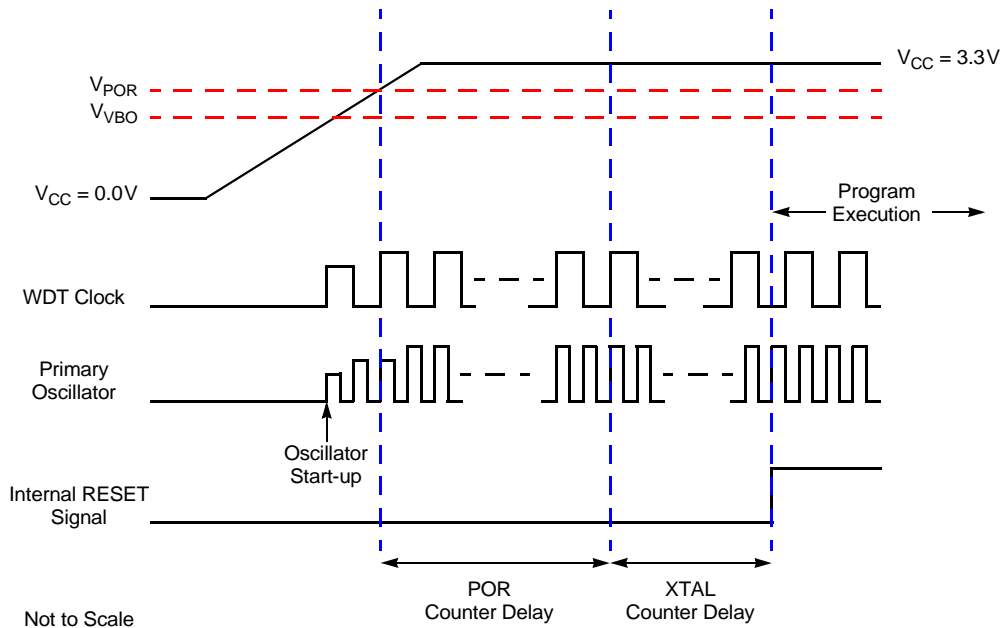 VCC = 3.3V
VPOR
VVBO
VCC = 0.0V
Program
Execution
WDT Clock
Primary
Oscillator
Oscillator
Start-up
Internal RESET
Signal
POR
Counter Delay
XTAL
Counter Delay
Not to Scale